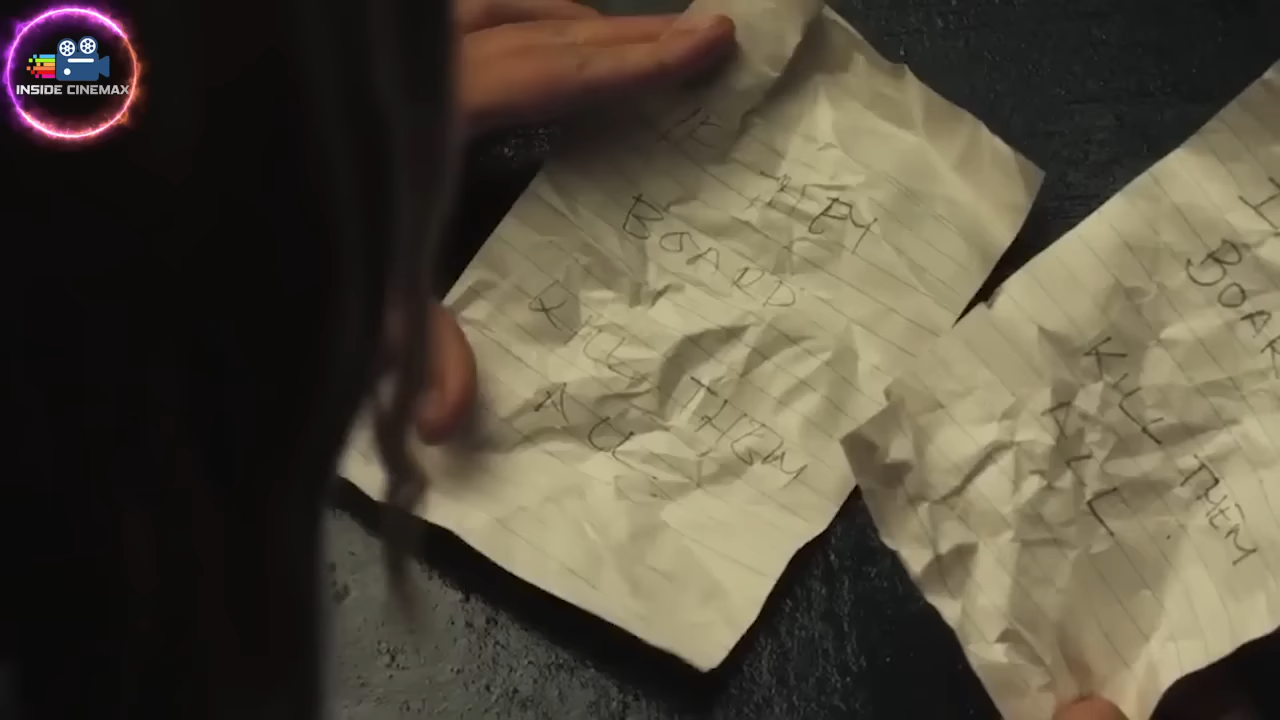 INSIDE CINEMAX
IF THEY
BOARD
KILL THEM
ALL
I
BOAR
KILL THEM
ALL